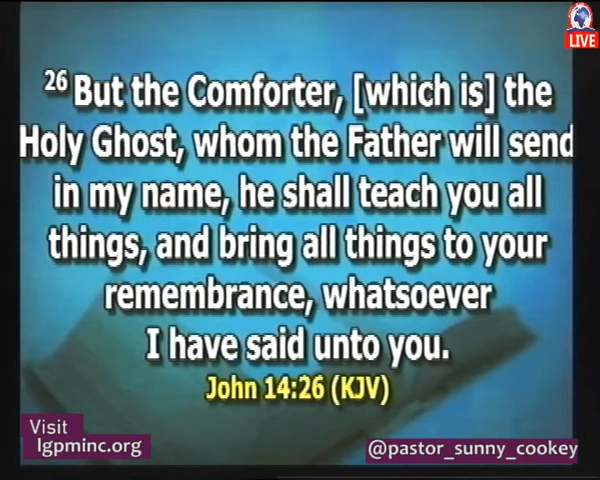 LIVE
26 But the Comforter, [which is] the
Holy Ghost, whom the Father will send
in my name, he shall teach you all
things, and bring all things to your
remembrance, whatsoever
I have said unto you.
John 14:26 (KJV)
Visit
lgpminc.org
@pastor_sunny_cookey